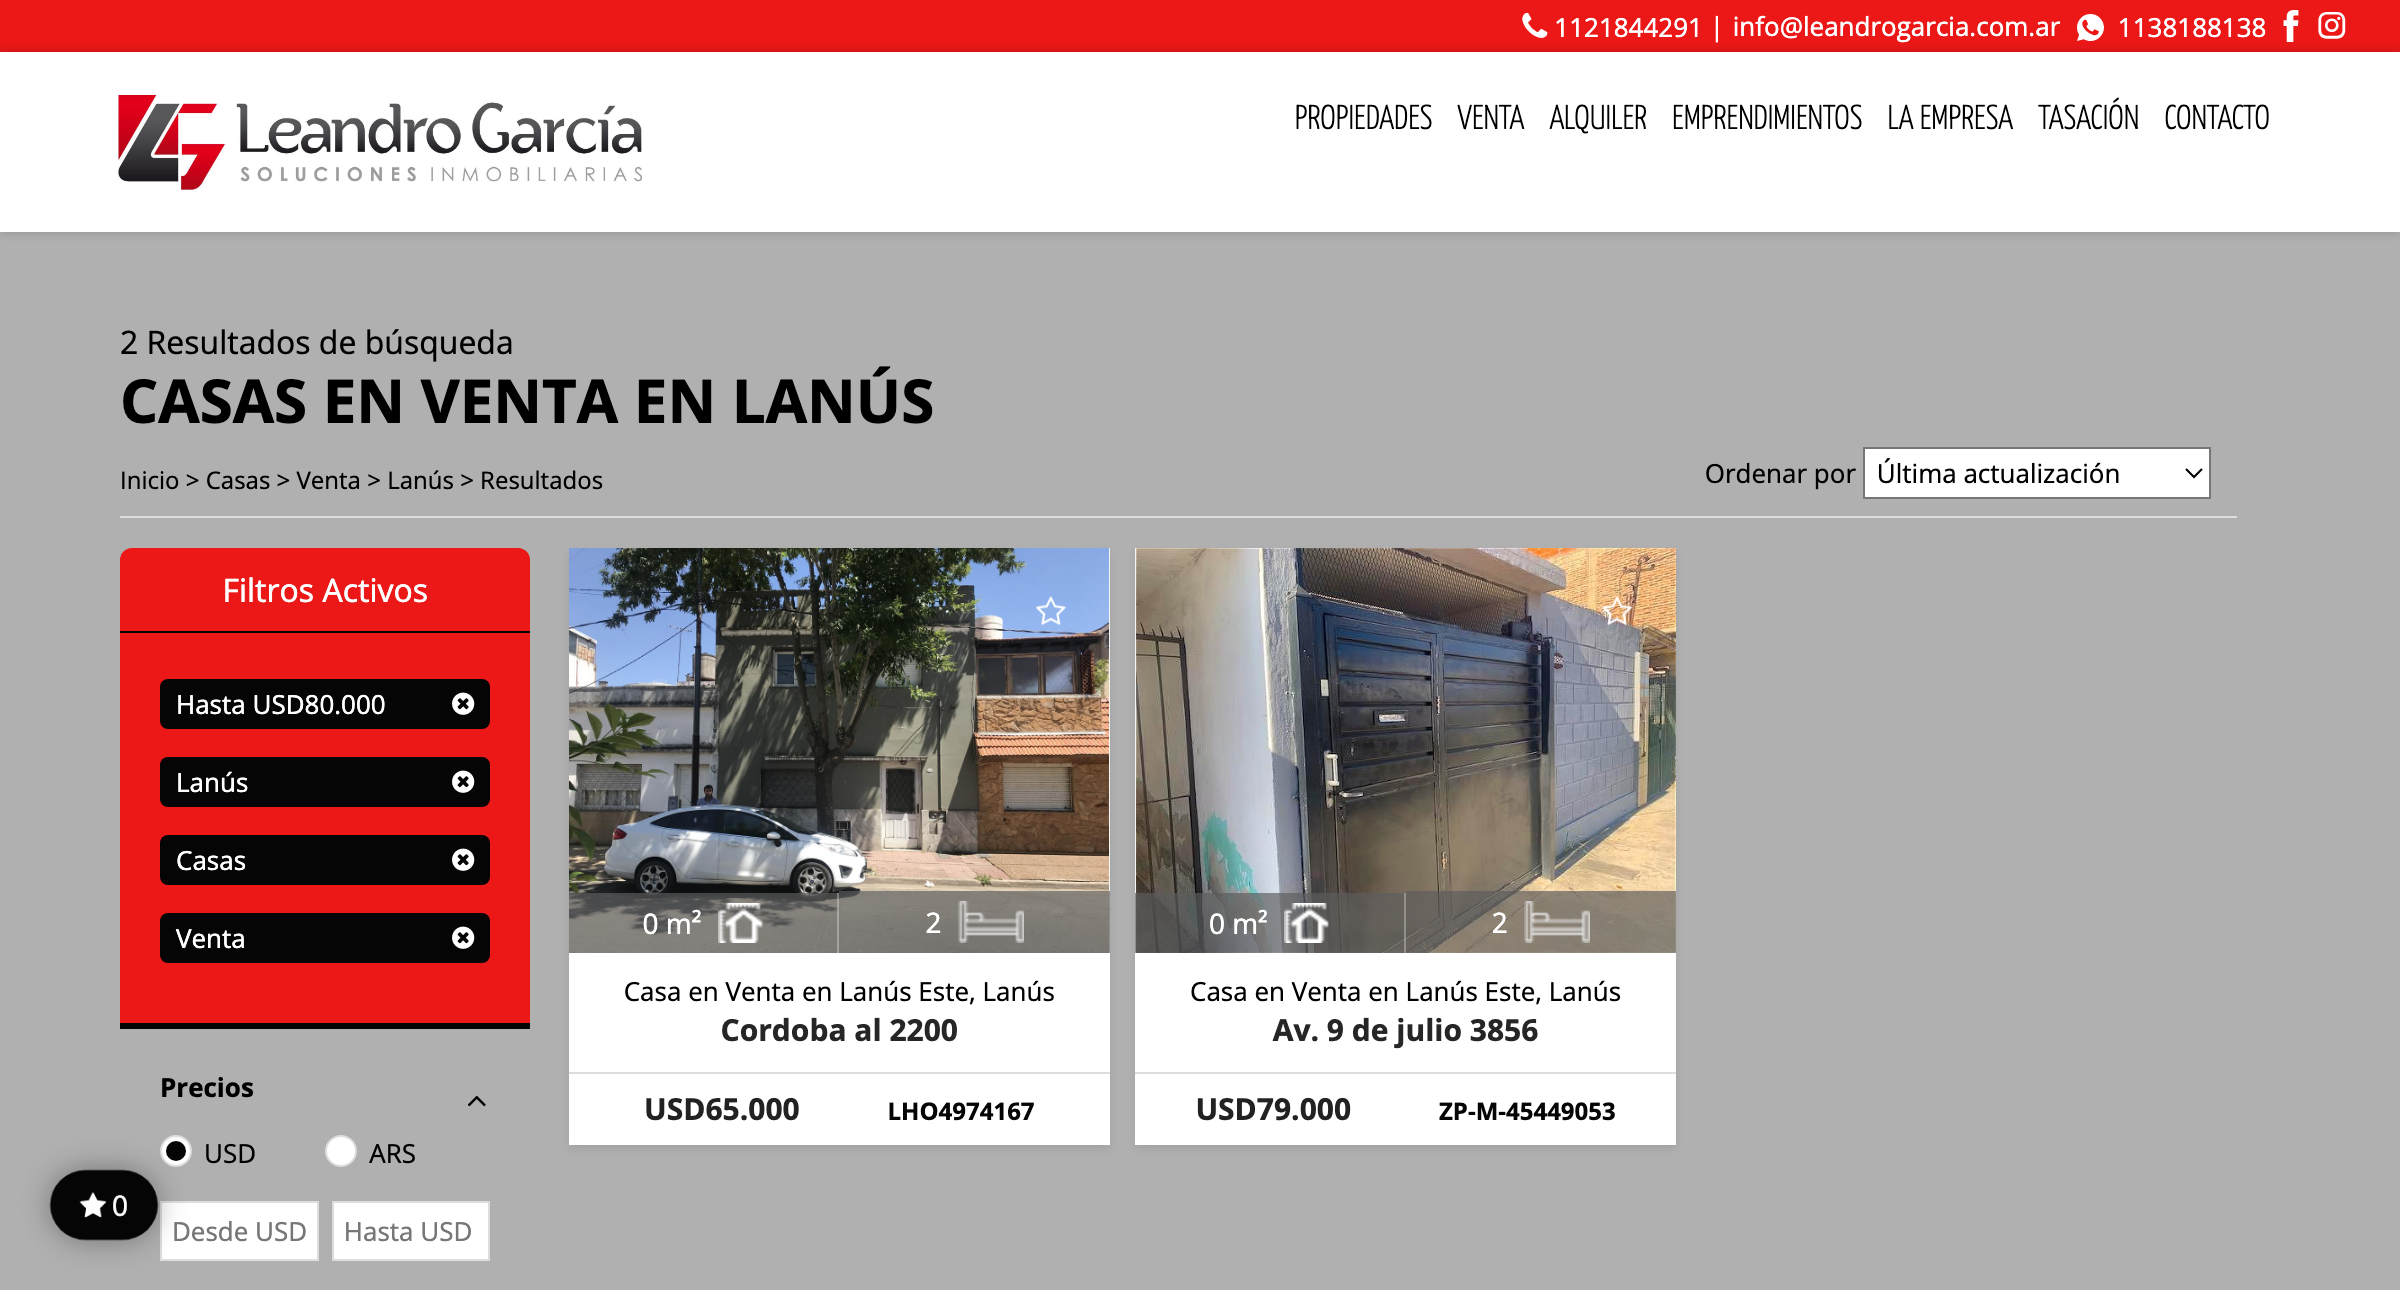 1121844291 | info@leandrogarcia.com.ar 1138188138
Leandro García
SOLUCIONES INMOBILIARIAS
PROPIEDADES VENTA ALQUILER EMPRENDIMIENTOS LA EMPRESA TASACIÓN CONTACTO
2 Resultados de búsqueda
CASAS EN VENTA EN LANÚS
Inicio > Casas > Venta > Lanús > Resultados
Ordenar por Última actualización
Filtros Activos
Hasta USD80.000
Lanús
Casas
Venta
Precios
USD ARS
Desde USD Hasta USD
0
0 m² 2
Casa en Venta en Lanús Este, Lanús
Cordoba al 2200
USD65.000 LHO4974167
0 m² 2
Casa en Venta en Lanús Este, Lanús
Av. 9 de julio 3856
USD79.000 ZP-M-45449053